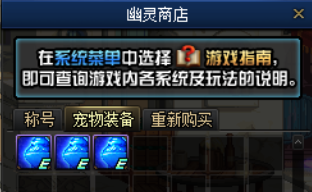 幽灵商店
在系统菜单中选择 ? 游戏指南，
即可查询游戏内各系统及玩法的说明。
称号 宠物装备 重新购买
E E E